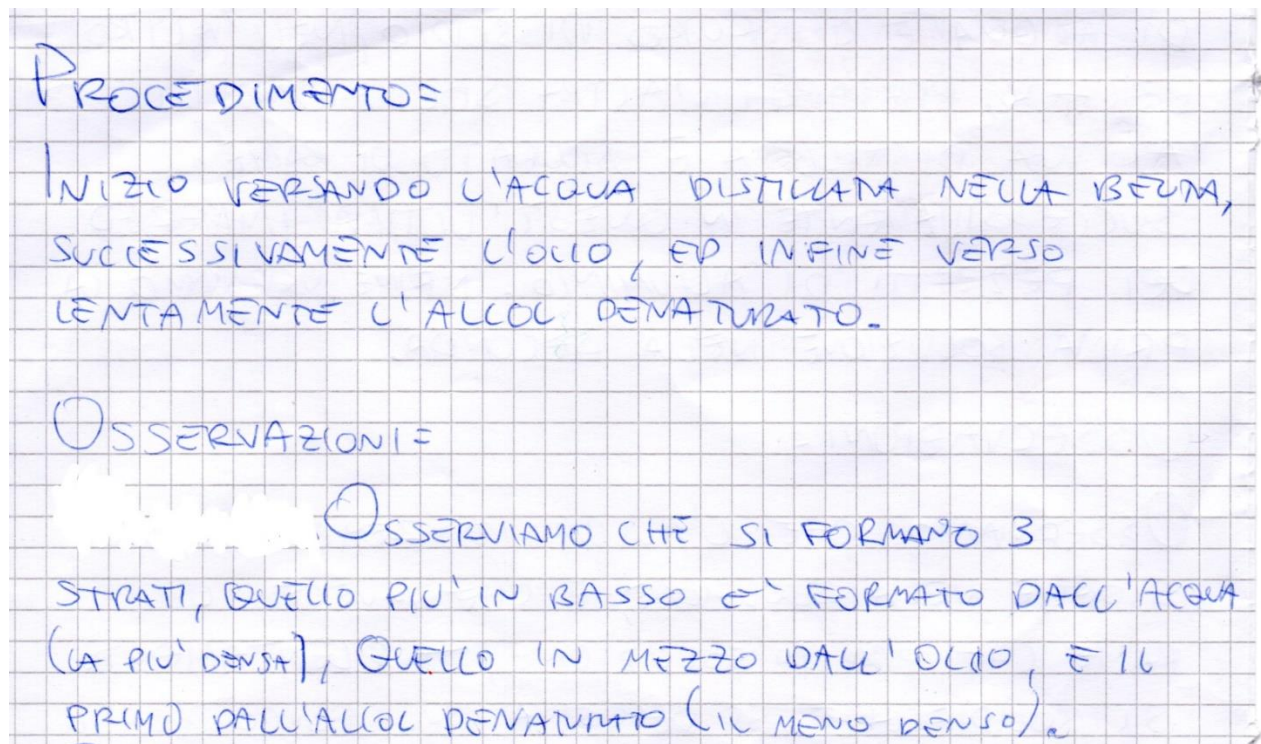 PROCEDIMENTO=
INIZIO VERSANDO L'ACQUA DISTILLATA NELLA BEUTA,
SUCCESSIVAMENTE L'OLIO, ED INFINE VERSO
LENTAMENTE L'ALCOL DENATURATO.
OSSERVAZIONI=
OSSERVIAMO CHE SI FORMANO 3
STRATI, QUELLO PIU' IN BASSO E' FORMATO DALL'ACQUA
(LA PIU' DENSA), QUELLO IN MEZZO DALL'OLIO, E IL
PRIMO DALL'ALCOL DENATURATO (IL MENO DENSO).